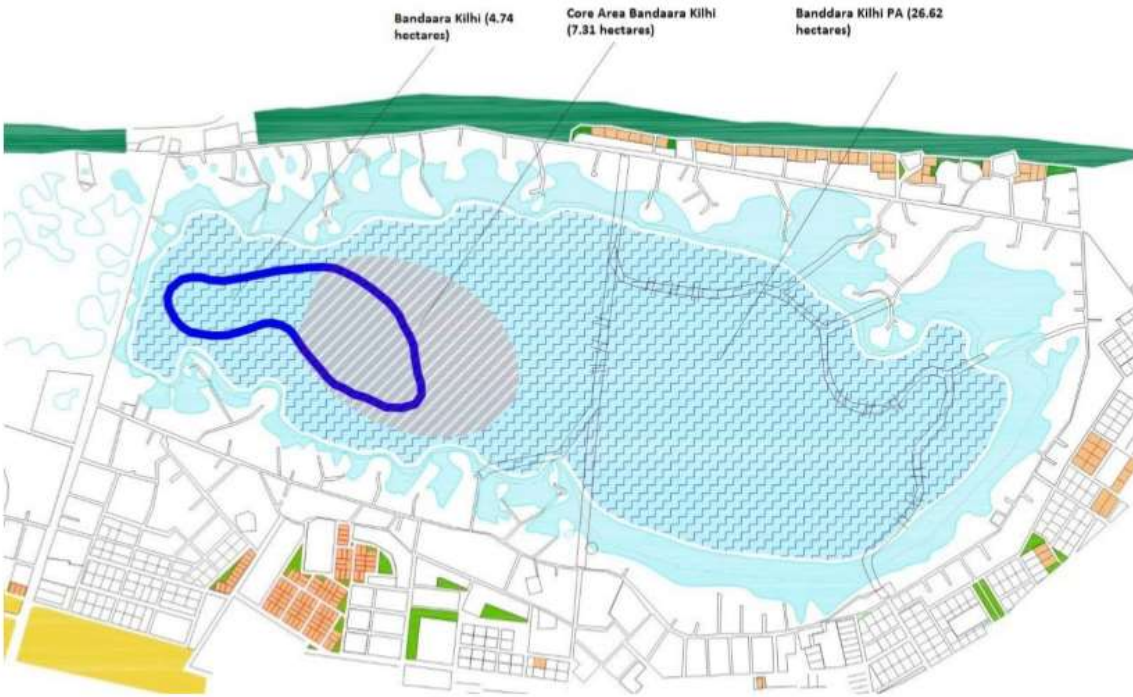 Bandaara Kilhi (4.74
hectares)
Core Area Bandaara Kilhi
(7.31 hectares)
Banddara Kilhi PA (26.62
hectares)